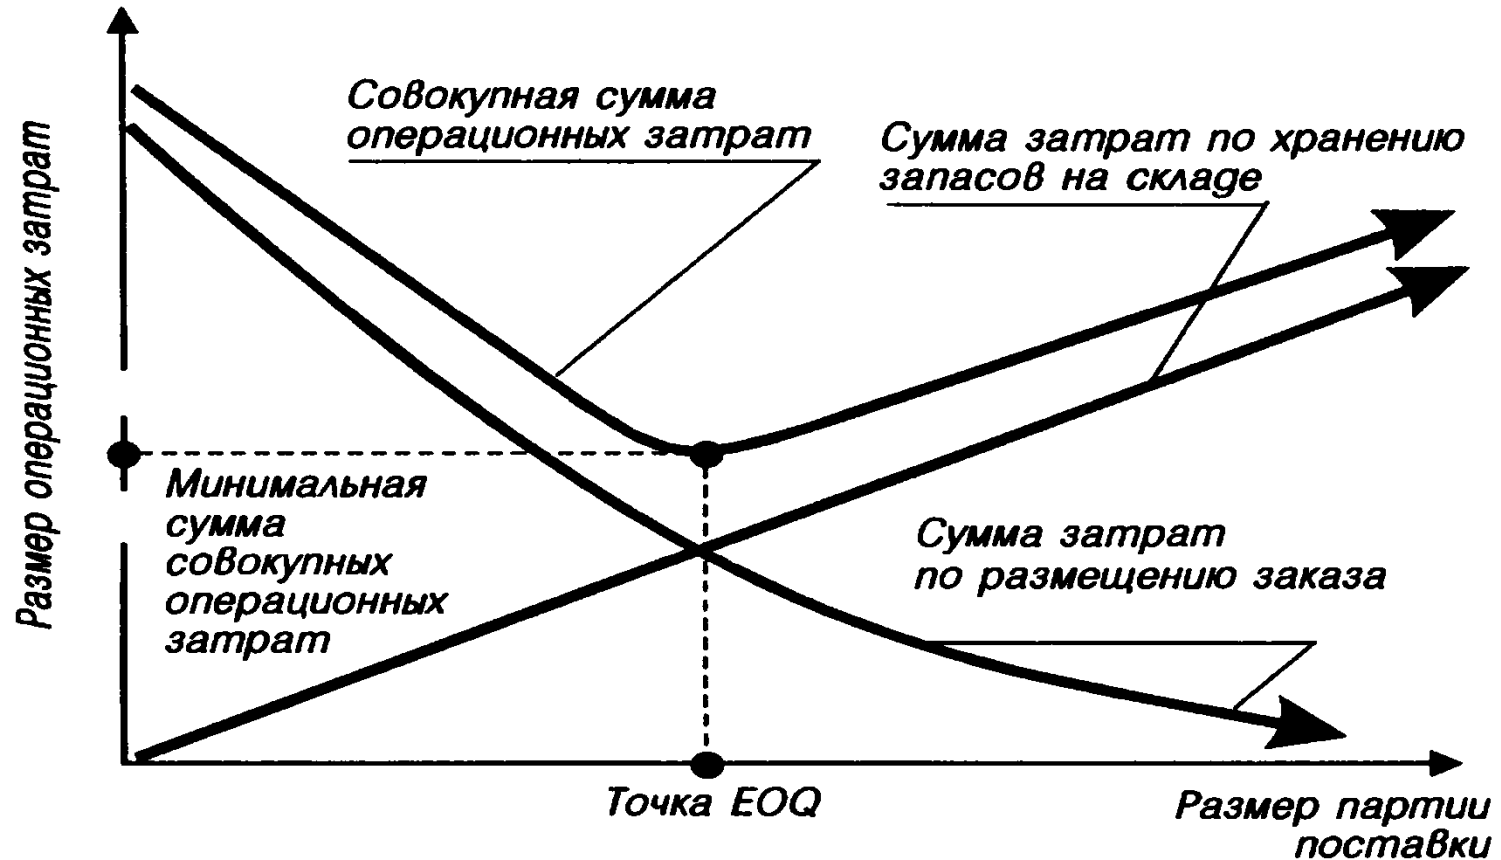 Размер операционных затрат
Совокупная сумма
операционных затрат
Сумма затрат по хранению
запасов на складе
Минимальная
сумма
совокупных
операционных
затрат
Сумма затрат
по размещению заказа
Точка EOQ
Размер партии
поставки